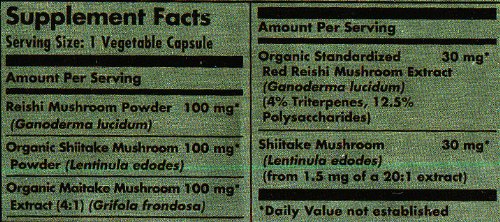 Supplement Facts
Serving Size: 1 Vegetable Capsule
Amount Per Serving
Reishi Mushroom Powder 100 mg*
(Ganoderma lucidum)
Organic Shiitake Mushroom 100 mg*
Powder (Lentinula edodes)
Organic Maitake Mushroom 100 mg*
Extract (4:1) (Grifola frondosa)
Amount Per Serving
Organic Standardized 30 mg*
Red Reishi Mushroom Extract
(Ganoderma lucidum)
(4% Triterpenes, 12.5%
Polysaccharides)
Shiitake Mushroom 30 mg*
(Lentinula edodes)
(from 1.5 mg of a 20:1 extract)
*Daily Value not established